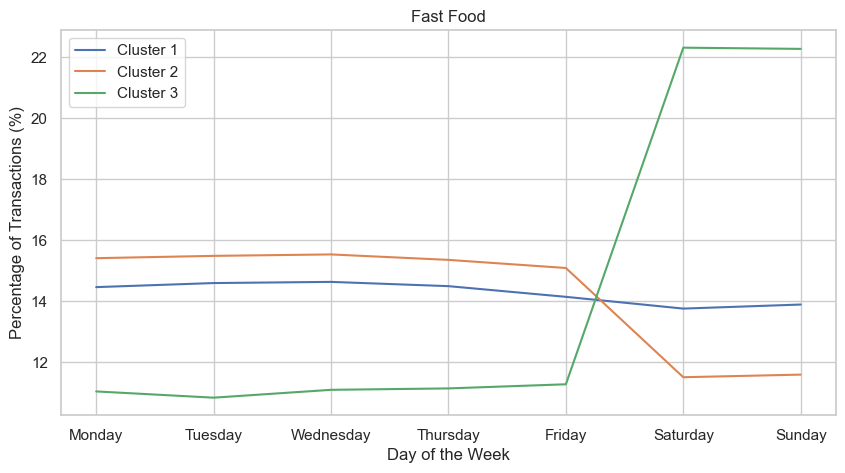 Fast Food
Cluster 1
Cluster 2
Cluster 3
Percentage of Transactions (%)
22
20
18
16
14
12
Monday Tuesday Wednesday Thursday Friday Saturday Sunday
Day of the Week